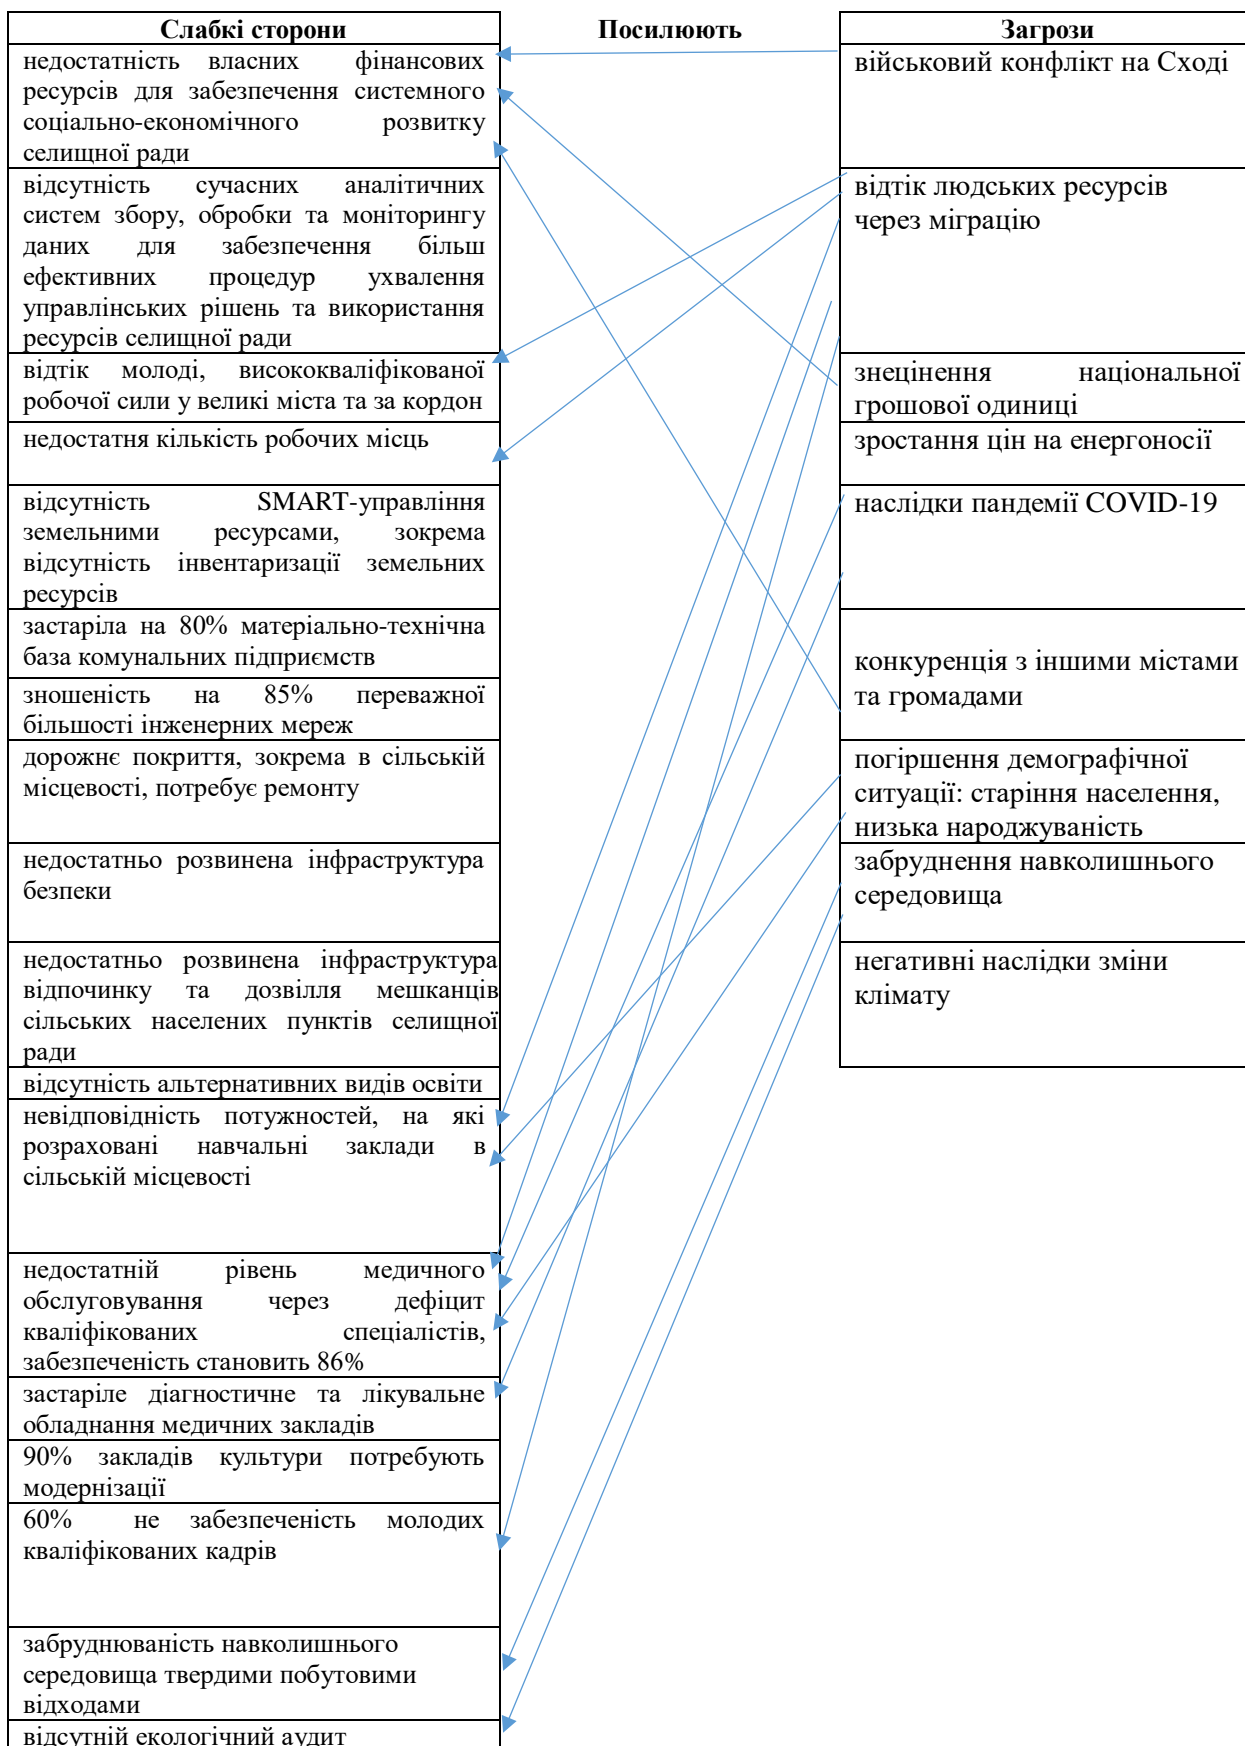 Слабкі сторони
недостатність власних фінансових
ресурсів для забезпечення системного
соціально-економічного розвитку
селищної ради
відсутність сучасних аналітичних
систем збору, обробки та моніторингу
даних для забезпечення більш
ефективних процедур ухвалення
управлінських рішень та використання
ресурсів селищної ради
відтік молоді, висококваліфікованої
робочої сили у великі міста та за кордон
недостатня кількість робочих місць
відсутність SMART-управління
земельними ресурсами, зокрема
відсутність інвентаризації земельних
ресурсів
застаріла на 80% матеріально-технічна
база комунальних підприємств
зношеність на 85% переважної
більшості інженерних мереж
дорожнє покриття, зокрема в сільській
місцевості, потребує ремонту
недостатньо розвинена інфраструктура
безпеки
недостатньо розвинена інфраструктура
відпочинку та дозвілля мешканців
сільських населених пунктів селищної
ради
відсутність альтернативних видів освіти
невідповідність потужностей, на які
розраховані навчальні заклади в
сільській місцевості
недостатній рівень медичного
обслуговування через дефіцит
кваліфікованих спеціалістів,
забезпеченість становить 86%
застаріле діагностичне та лікувальне
обладнання медичних закладів
90% закладів культури потребують
модернізації
60% не забезпеченість молодих
кваліфікованих кадрів
забруднюваність навколишнього
середовища твердими побутовими
відходами
відсутній екологічний аудит
Посилюють
Загрози
військовий конфлікт на Сході
відтік людських ресурсів
через міграцію
знецінення національної
грошової одиниці
зростання цін на енергоносії
наслідки пандемії COVID-19
конкуренція з іншими містами
та громадами
погіршення демографічної
ситуації: старіння населення,
низька народжуваність
забруднення навколишнього
середовища
негативні наслідки зміни
клімату